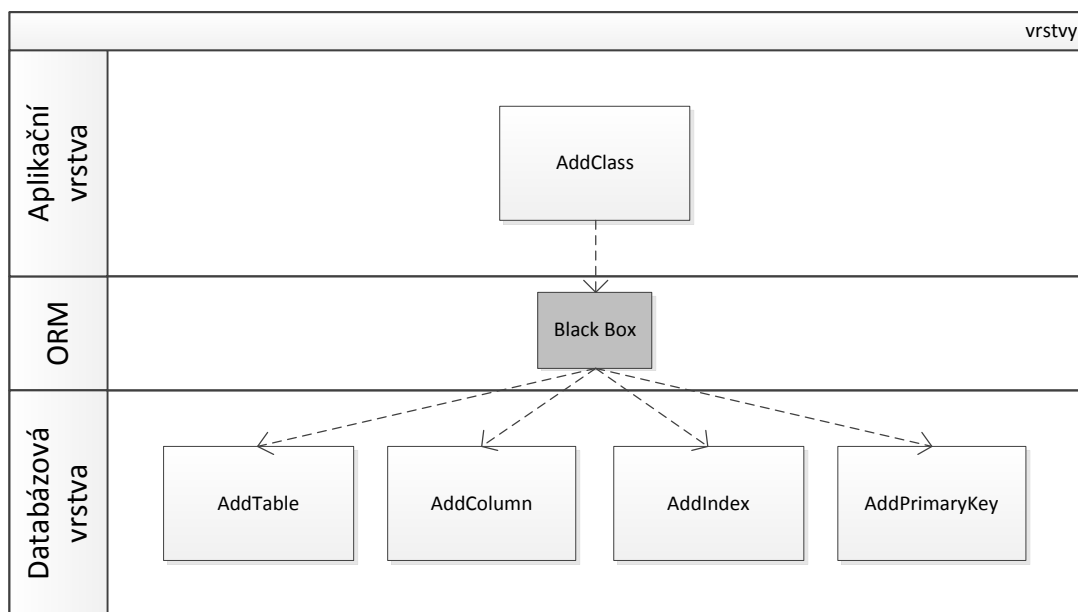 vrstvy
Aplikační
vrstva
AddClass
ORM
Black Box
Databázová
vrstva
AddTable
AddColumn
AddIndex
AddPrimaryKey